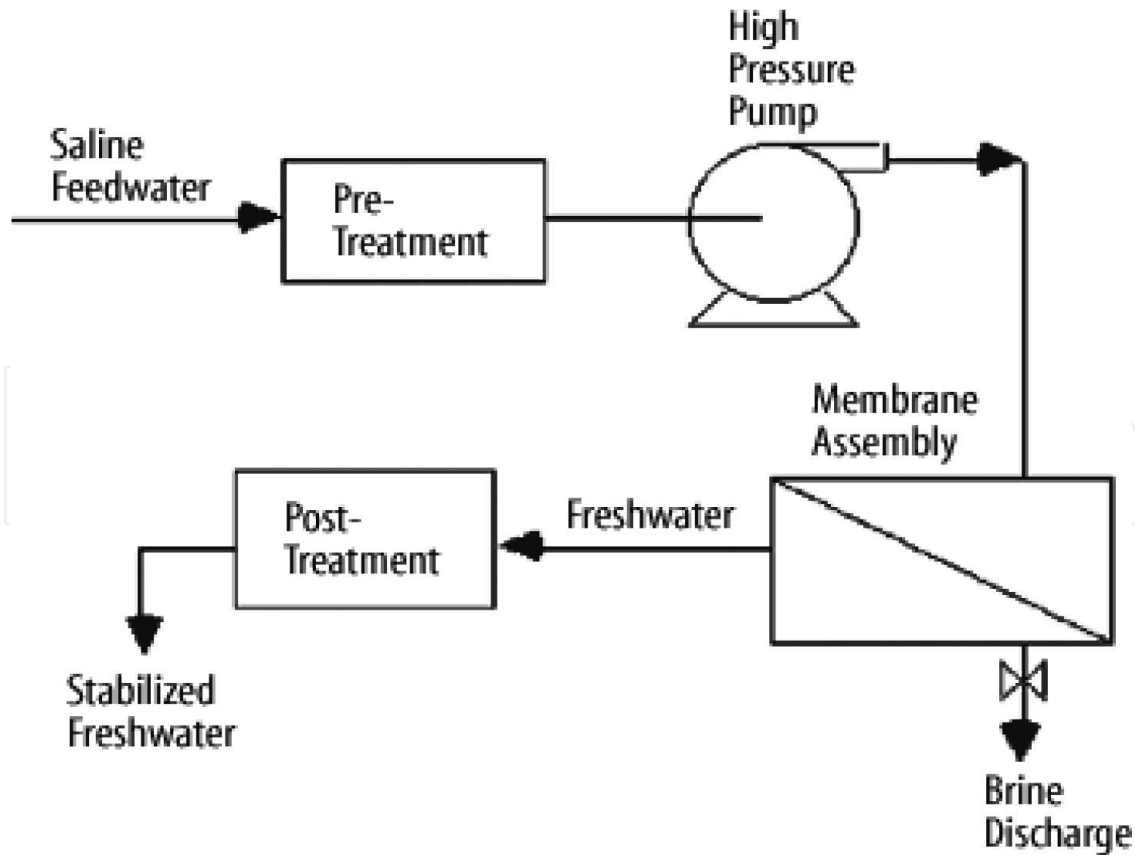 High
Pressure
Pump
Saline
Feedwater
Pre-
Treatment
Membrane
Assembly
Freshwater
Post-
Treatment
Stabilized
Freshwater
Brine
Discharge